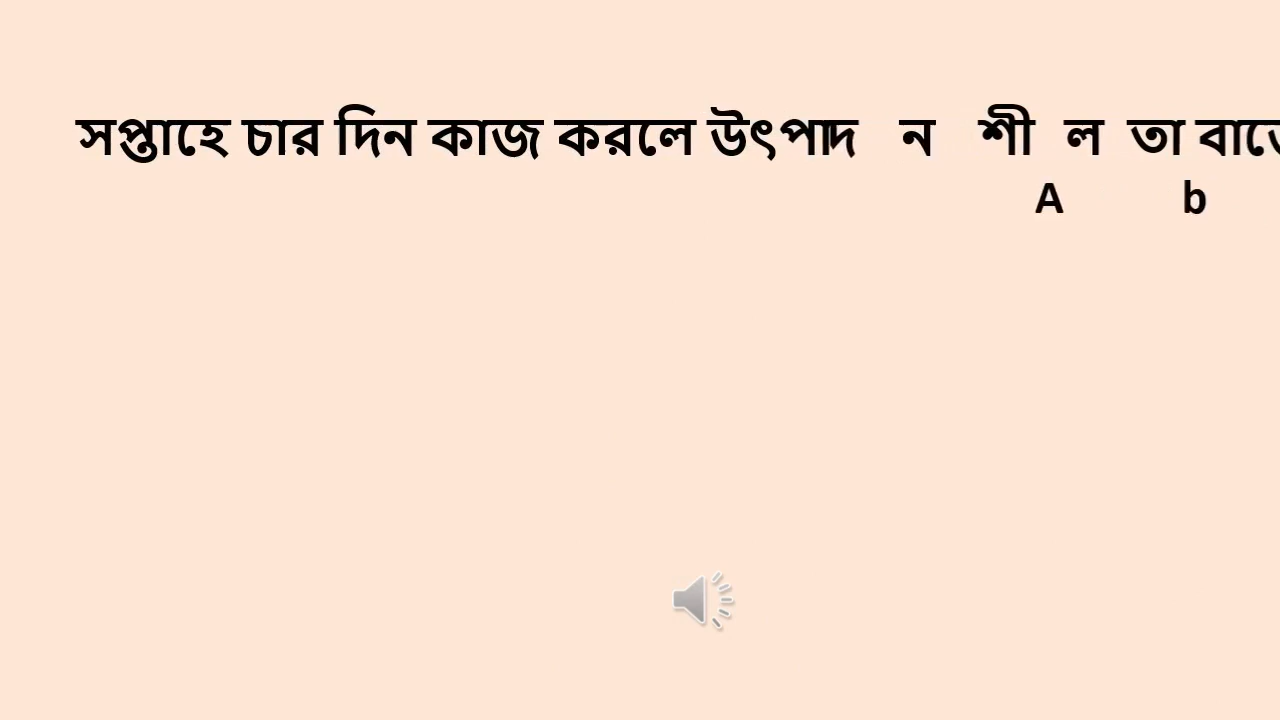 সপ্তাহে চার দিন কাজ করলে উৎপাদ ন শী ল তা
A b